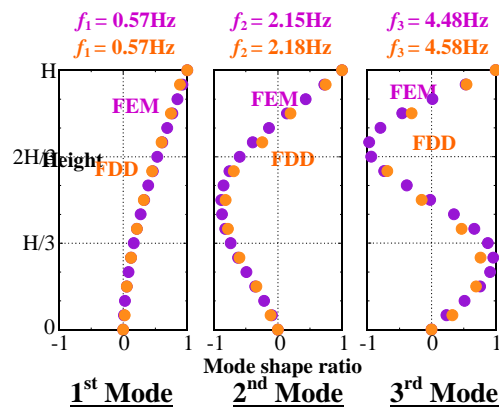 f₁ = 0.57Hz f₂ = 2.15Hz f₃ = 4.48Hz
f₁ = 0.57Hz f₂ = 2.18Hz f₃ = 4.58Hz
H
FEM FEM FEM
FDD
2H/3
Height
FDD FDD
H/3
0
-1 0 1 -1 0 1 -1 0 1
Mode shape ratio
1st Mode 2nd Mode 3rd Mode